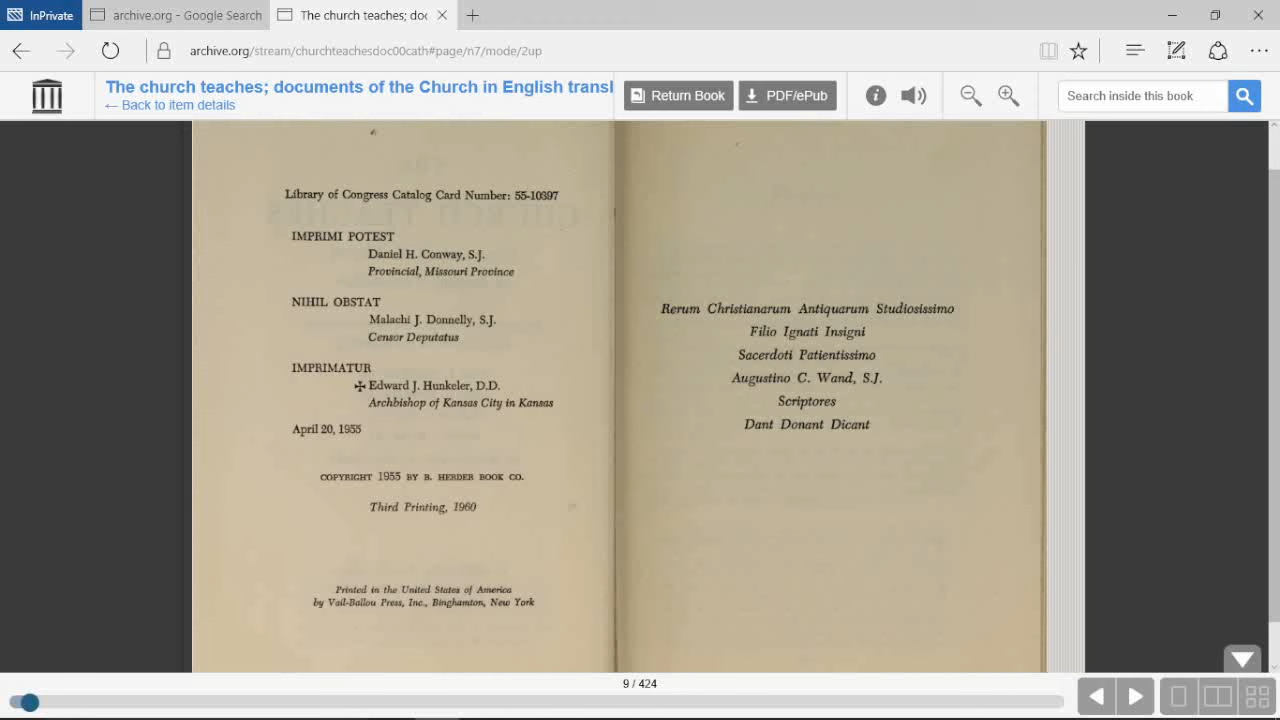 InPrivate
archive.org - Google Search
The church teaches; doc
archive.org/stream/churchteachesdoc00cath#page/n7/mode/2up
The church teaches; documents of the Church in English transl
← Back to item details
Return Book
PDF/ePub
Search inside this book
Library of Congress Catalog Card Number: 55-10397
IMPRIMI POTEST
Daniel H. Conway, S.J.
Provincial, Missouri Province
NIHIL OBSTAT
Malachi J. Donnelly, S.J.
Censor Deputatus
IMPRIMATUR
✠ Edward J. Hunkeler, D.D.
Archbishop of Kansas City in Kansas
April 20, 1955
COPYRIGHT 1955 BY B. HERDER BOOK CO.
Third Printing, 1960
Printed in the United States of America
by Vail-Ballou Press, Inc., Binghamton, New York
Rerum Christianarum Antiquarum Studiosissimo
Filio Ignati Insigni
Sacerdoti Patientissimo
Augustino C. Wand, S.J.
Scriptores
Dant Donant Dicant
9 / 424